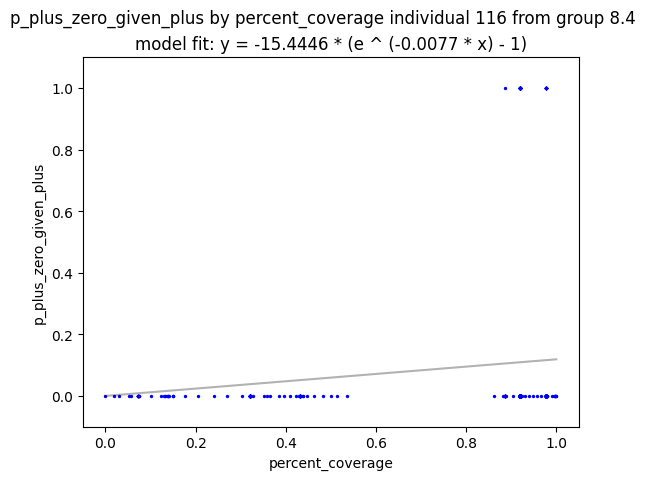 p_plus_zero_given_plus by percent_coverage individual 116 from group 8.4
model fit: y = -15.4446 * (e ^ (-0.0077 * x) - 1)
1.0
0.8
0.6
0.4
0.2
0.0
p_plus_zero_given_plus
0.0 0.2 0.4 0.6 0.8 1.0
percent_coverage